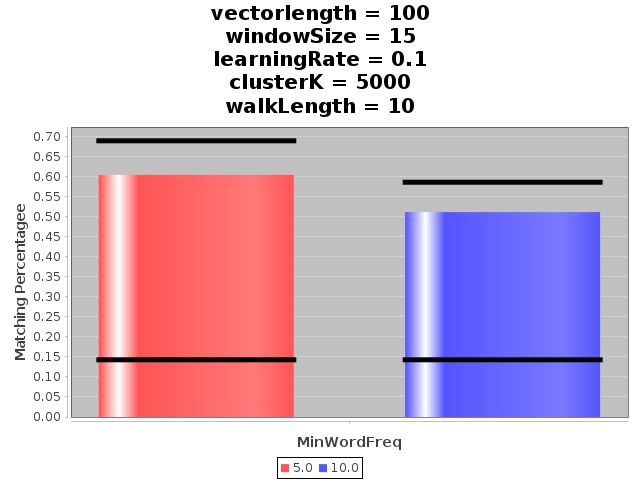 vectorlength = 100
windowSize = 15
learningRate = 0.1
clusterK = 5000
walkLength = 10
Matching Percentagee
0.70
0.65
0.60
0.55
0.50
0.45
0.40
0.35
0.30
0.25
0.20
0.15
0.10
0.05
0.00
MinWordFreq
5.0 10.0